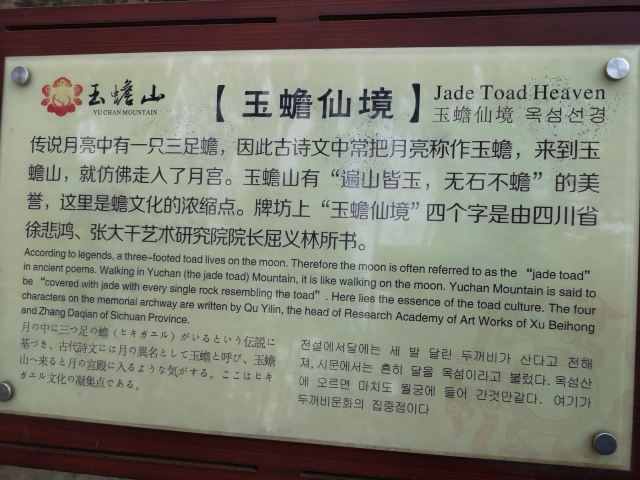 玉蟾山
YU CHAN MOUNTAIN
【玉蟾仙境】
Jade Toad Heaven
玉蟾仙境 옥섬선경
传说月亮中有一只三足蟾，因此古诗文中常把月亮称作玉蟾，来到玉
蟾山，就仿佛走入了月宫。玉蟾山有“遍山皆玉，无石不蟾”的美
誉，这里是蟾文化的浓缩点。牌坊上“玉蟾仙境”四个字是由四川省
徐悲鸿、张大千艺术研究院院长屈义林所书。
According to legends, a three-footed toad lives on the moon. Therefore the moon is often referred to as the “jade toad”
in ancient poems. Walking in Yuchan (the jade toad) Mountain, it is like walking on the moon. Yuchan Mountain is said to
be “covered with jade with every single rock resembling the toad”. Here lies the essence of the toad culture. The four
characters on the memorial archway are written by Qu Yilin, the head of Research Academy of Art Works of Xu Beihong
and Zhang Daqian of Sichuan Province.
月の中に三つ足の蟾（ヒキガエル）がいるという伝説に
基づき、古代詩文には月の異名として玉蟾と呼び、玉蟾
山へ来ると月の宮殿に入るような気がする。ここはヒキ
ガエル文化の凝集点である。
전설에서달에는 세 발 달린 두꺼비가 산다고 전해
져, 시문에서는 흔히 달을 옥섬이라고 불렀다. 옥섬산
에 오르면 마치도 월궁에 들어 간것만같다. 여기가
두꺼비문화의 집중점이다